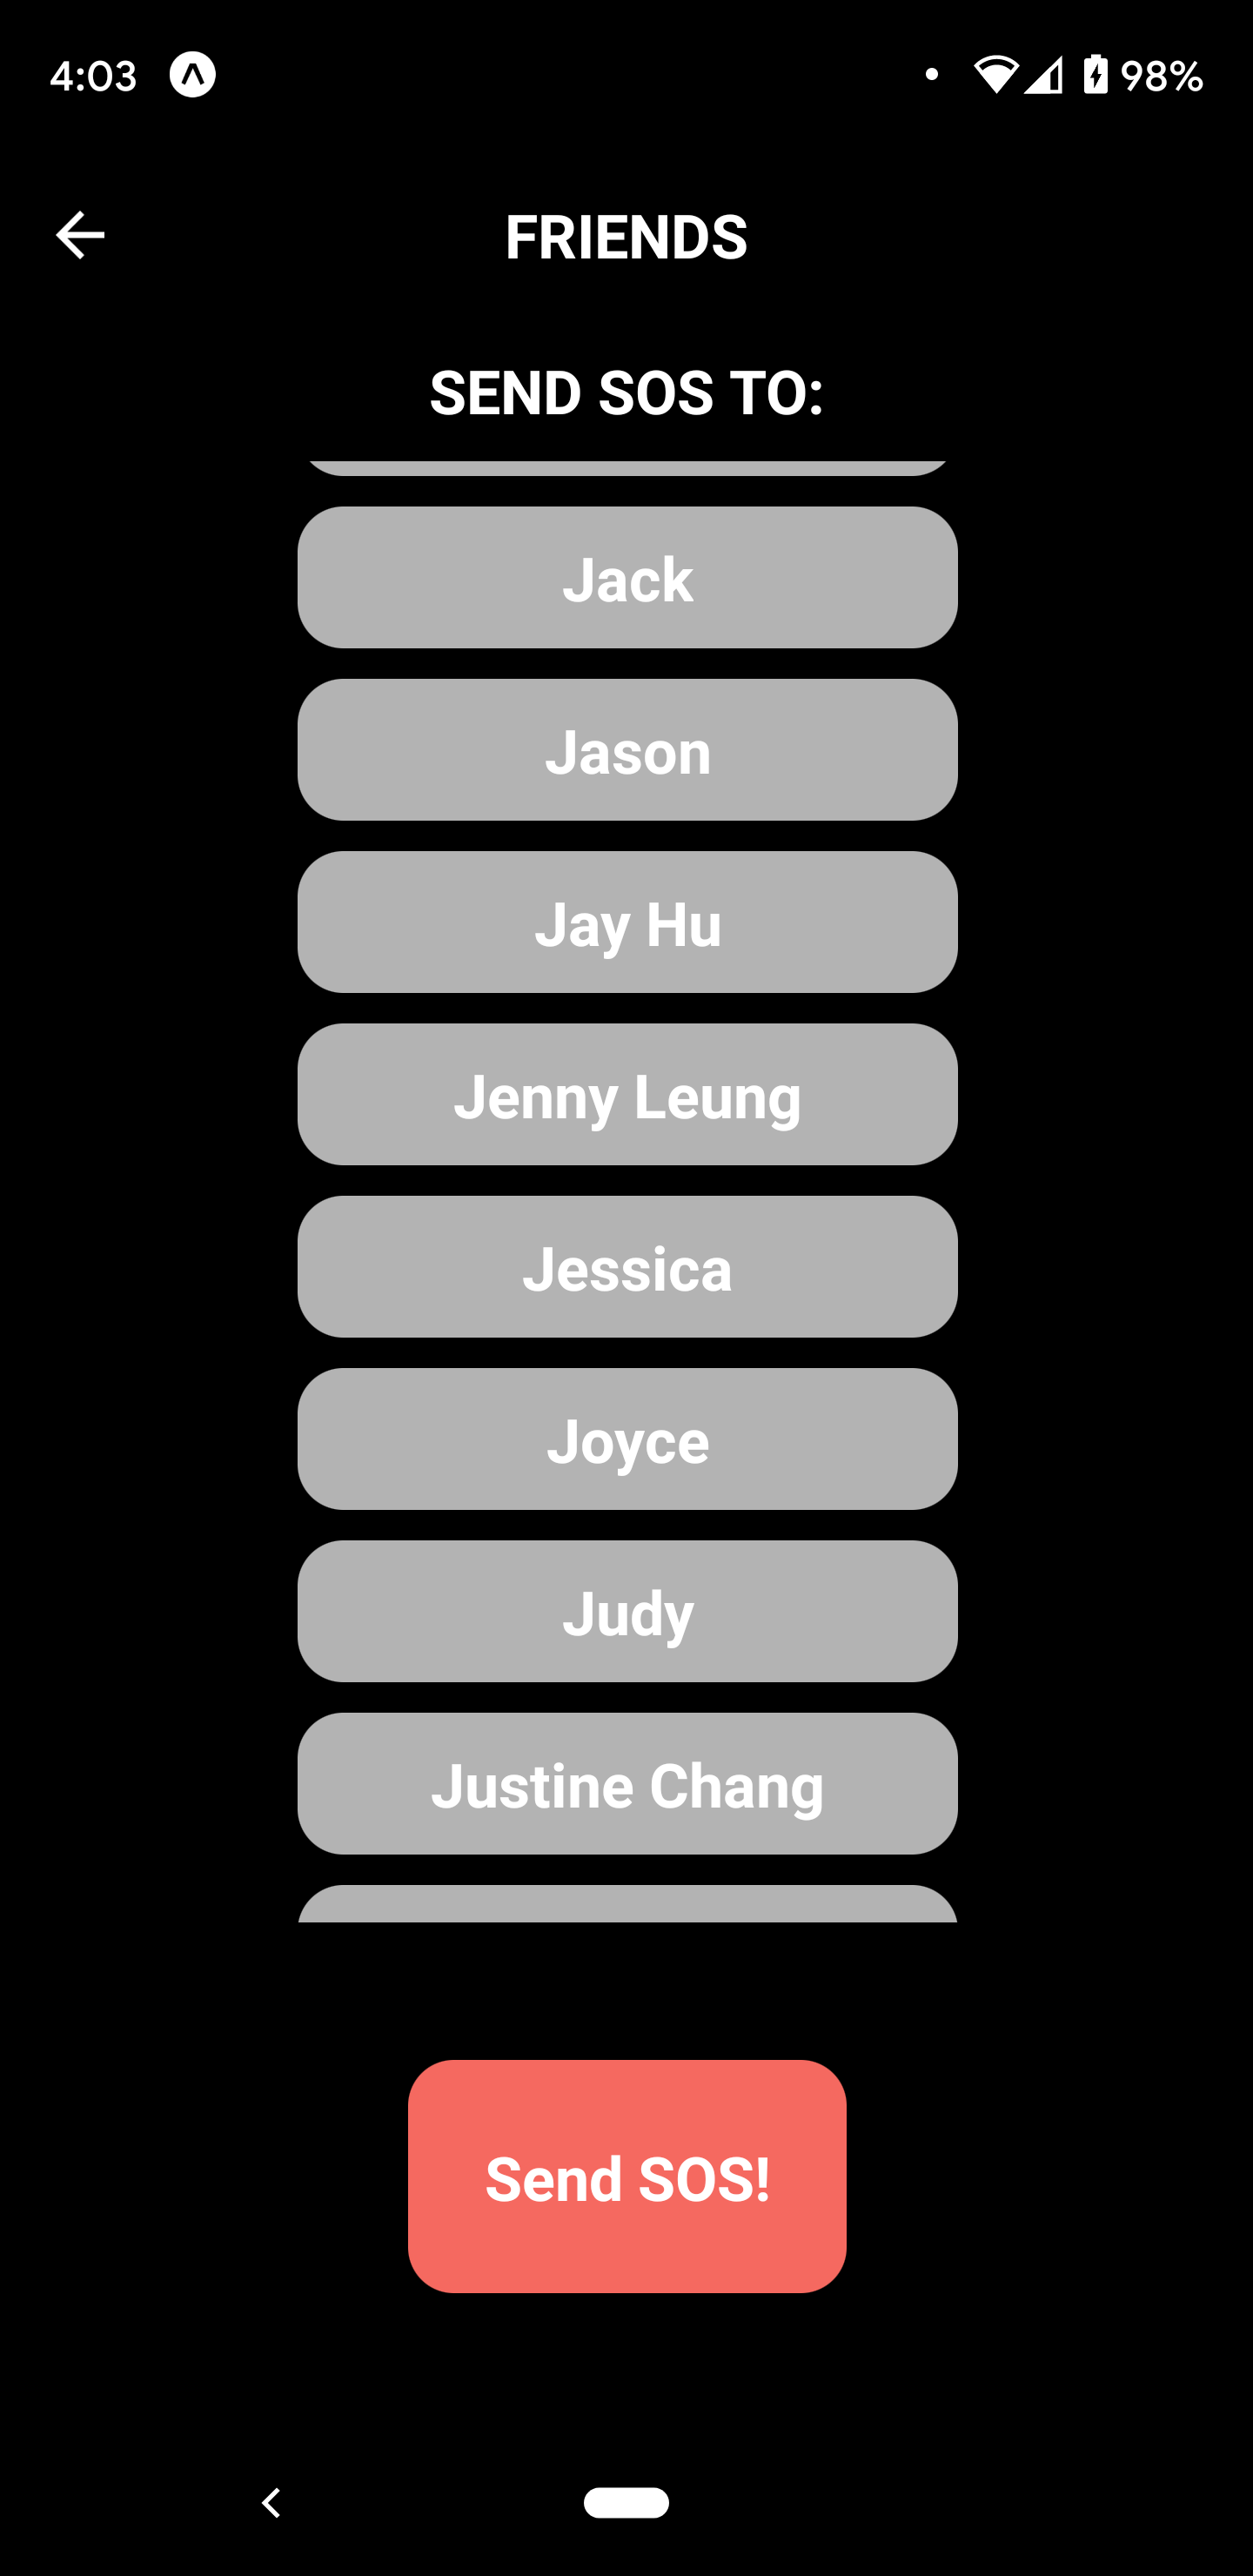 4:03
98%
FRIENDS
SEND SOS TO:
Jack
Jason
Jay Hu
Jenny Leung
Jessica
Joyce
Judy
Justine Chang
Send SOS!